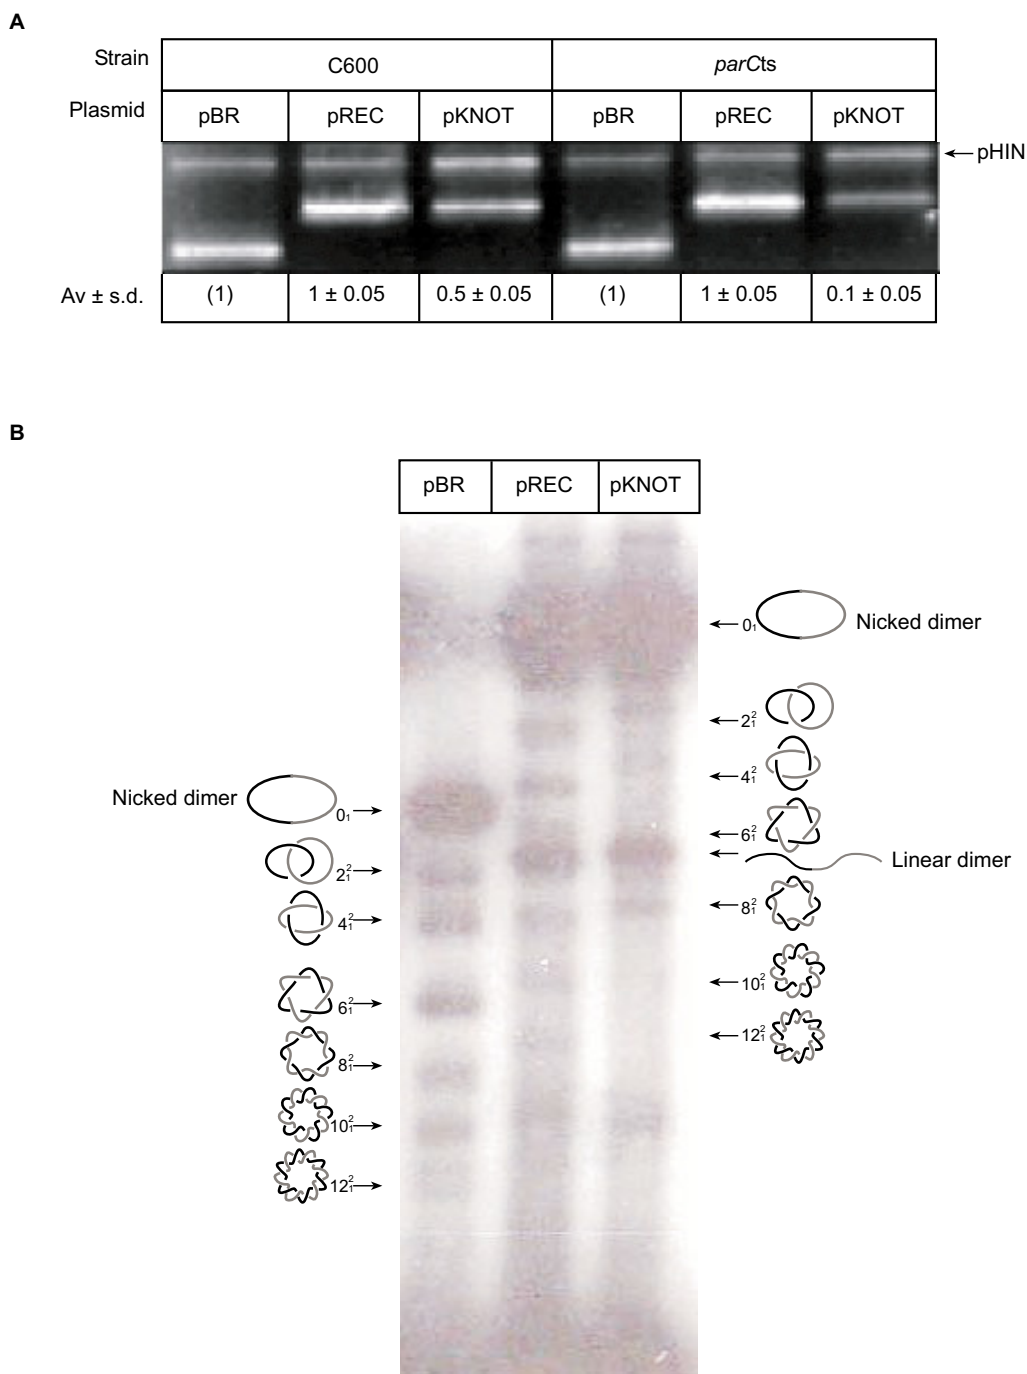 A
Strain C600 parCts
Plasmid pBR pREC pKNOT pBR pREC pKNOT
pHIN
Av ± s.d. (1) 1 ± 0.05 0.5 ± 0.05 (1) 1 ± 0.05 0.1 ± 0.05
B
pBR pREC pKNOT
0₁ Nicked dimer
2²₁
4²₁
Nicked dimer 0₁
6²₁
Linear dimer
2²₁
8²₁
4²₁
10²₁
6²₁
12²₁
8²₁
10²₁
12²₁